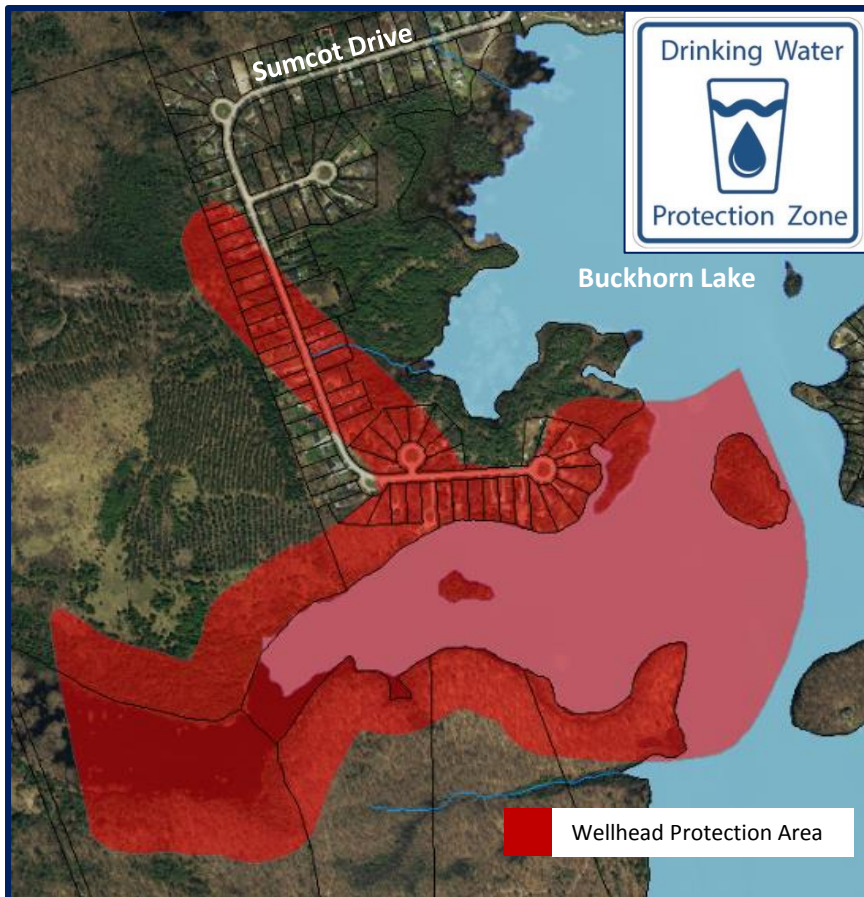 Sumcot Drive
Drinking Water
Protection Zone
Buckhorn Lake
Wellhead Protection Area